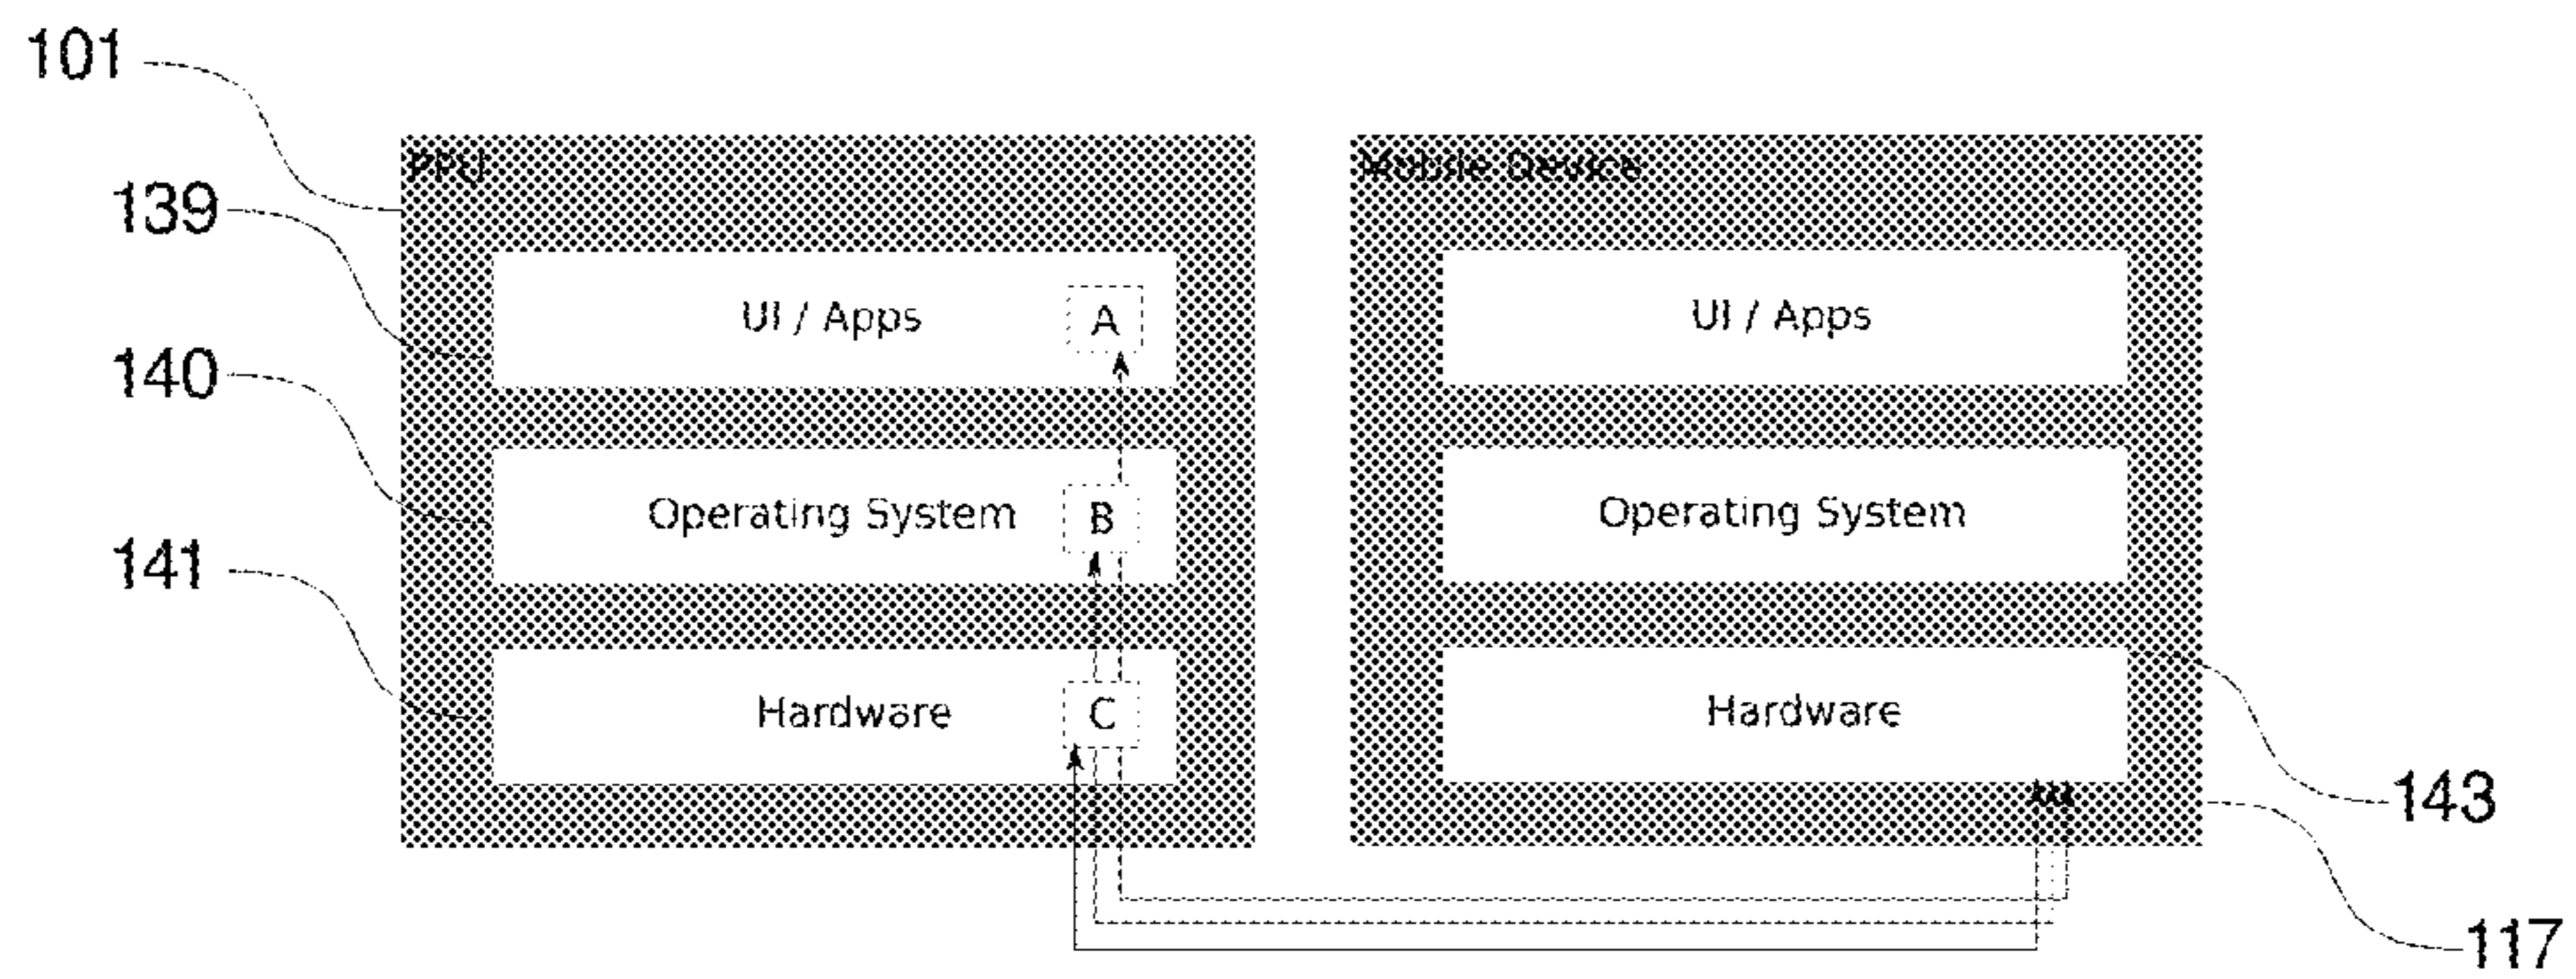 101
PPU
Mobile Device
139
UI / Apps
A
UI / Apps
140
Operating System
B
Operating System
141
Hardware
C
Hardware
143
117